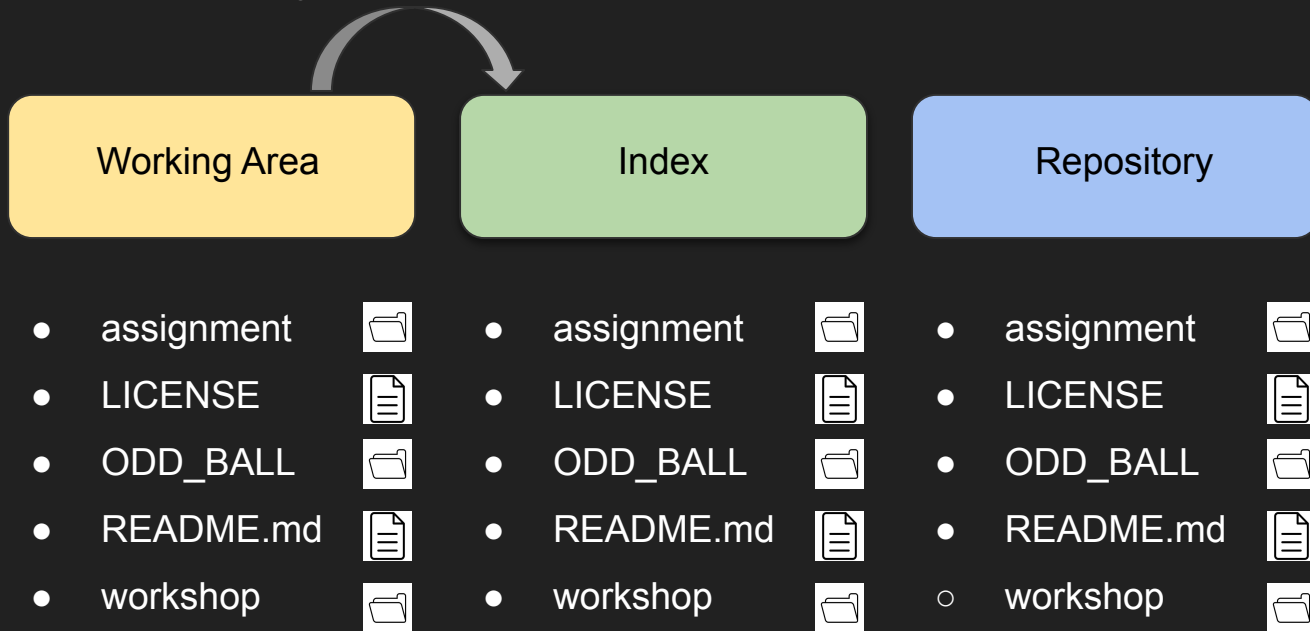 Working Area
Index
Repository
● assignment
● LICENSE
● ODD_BALL
● README.md
● workshop
● assignment
● LICENSE
● ODD_BALL
● README.md
● workshop
● assignment
● LICENSE
● ODD_BALL
● README.md
○ workshop